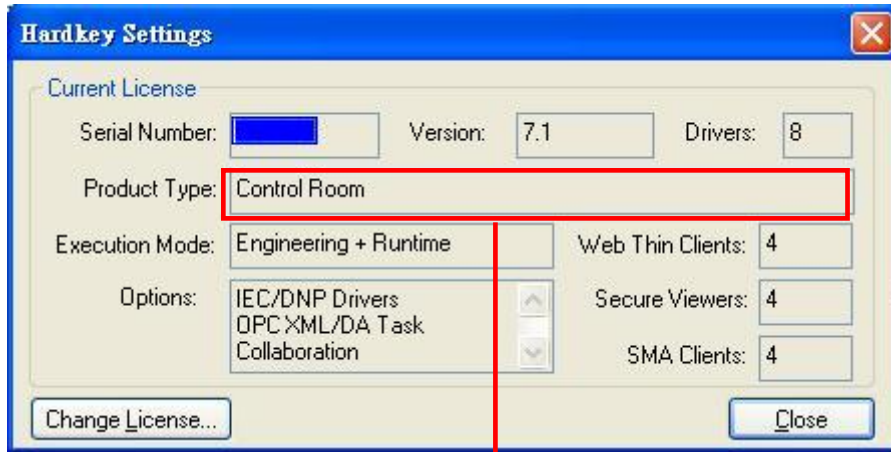 Hardkey Settings
Current License
Serial Number: Version: 7.1 Drivers: 8
Product Type: Control Room
Execution Mode: Engineering + Runtime Web Thin Clients: 4
Options: IEC/DNP Drivers Secure Viewers: 4
OPC XML/DA Task
Collaboration SMA Clients: 4
Change License... Close